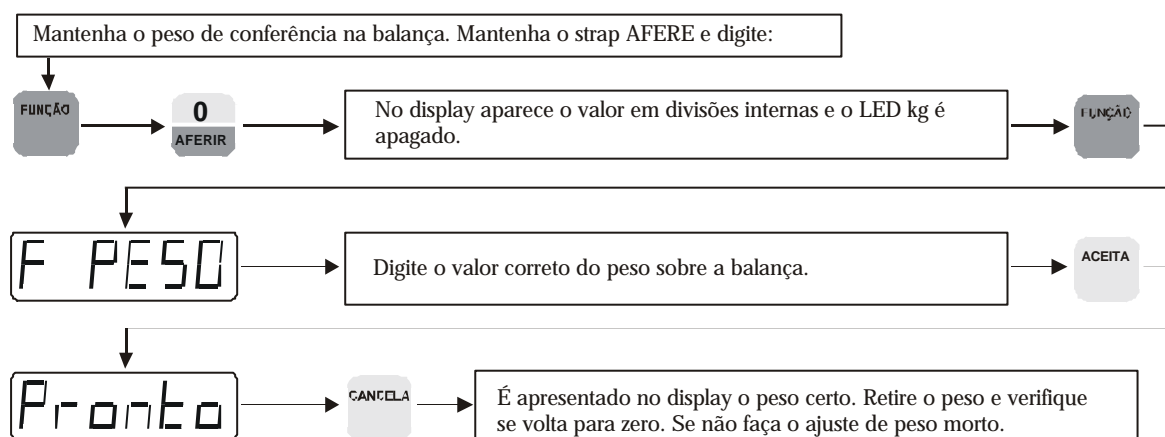 Mantenha o peso de conferência na balança. Mantenha o strap AFERE e digite:
FUNÇÃO
0
AFERIR
No display aparece o valor em divisões internas e o LED kg é
apagado.
FUNÇÃO
F PESO
Digite o valor correto do peso sobre a balança.
ACEITA
Pronto
CANCELA
É apresentado no display o peso certo. Retire o peso e verifique
se volta para zero. Se não faça o ajuste de peso morto.